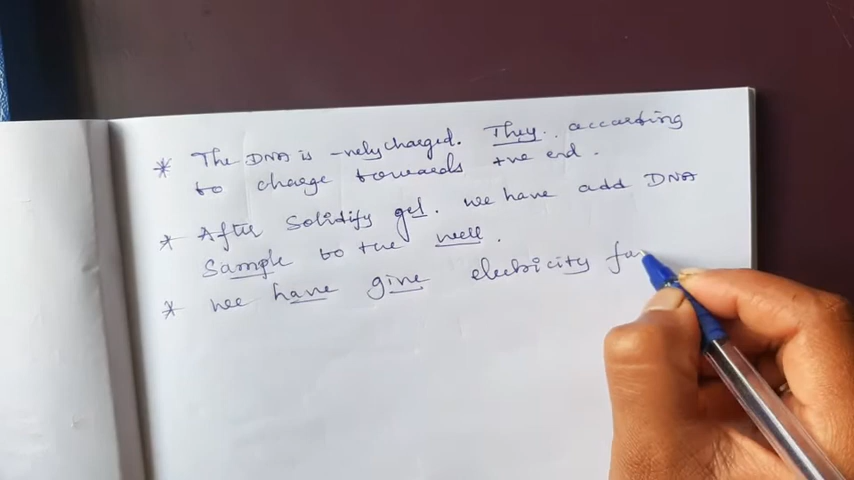 * The DNA is -vely charged. They. according
to charge towards +ve end.
* After Solidify gel. we have add DNA
Sample to the well.
* we have give electricity